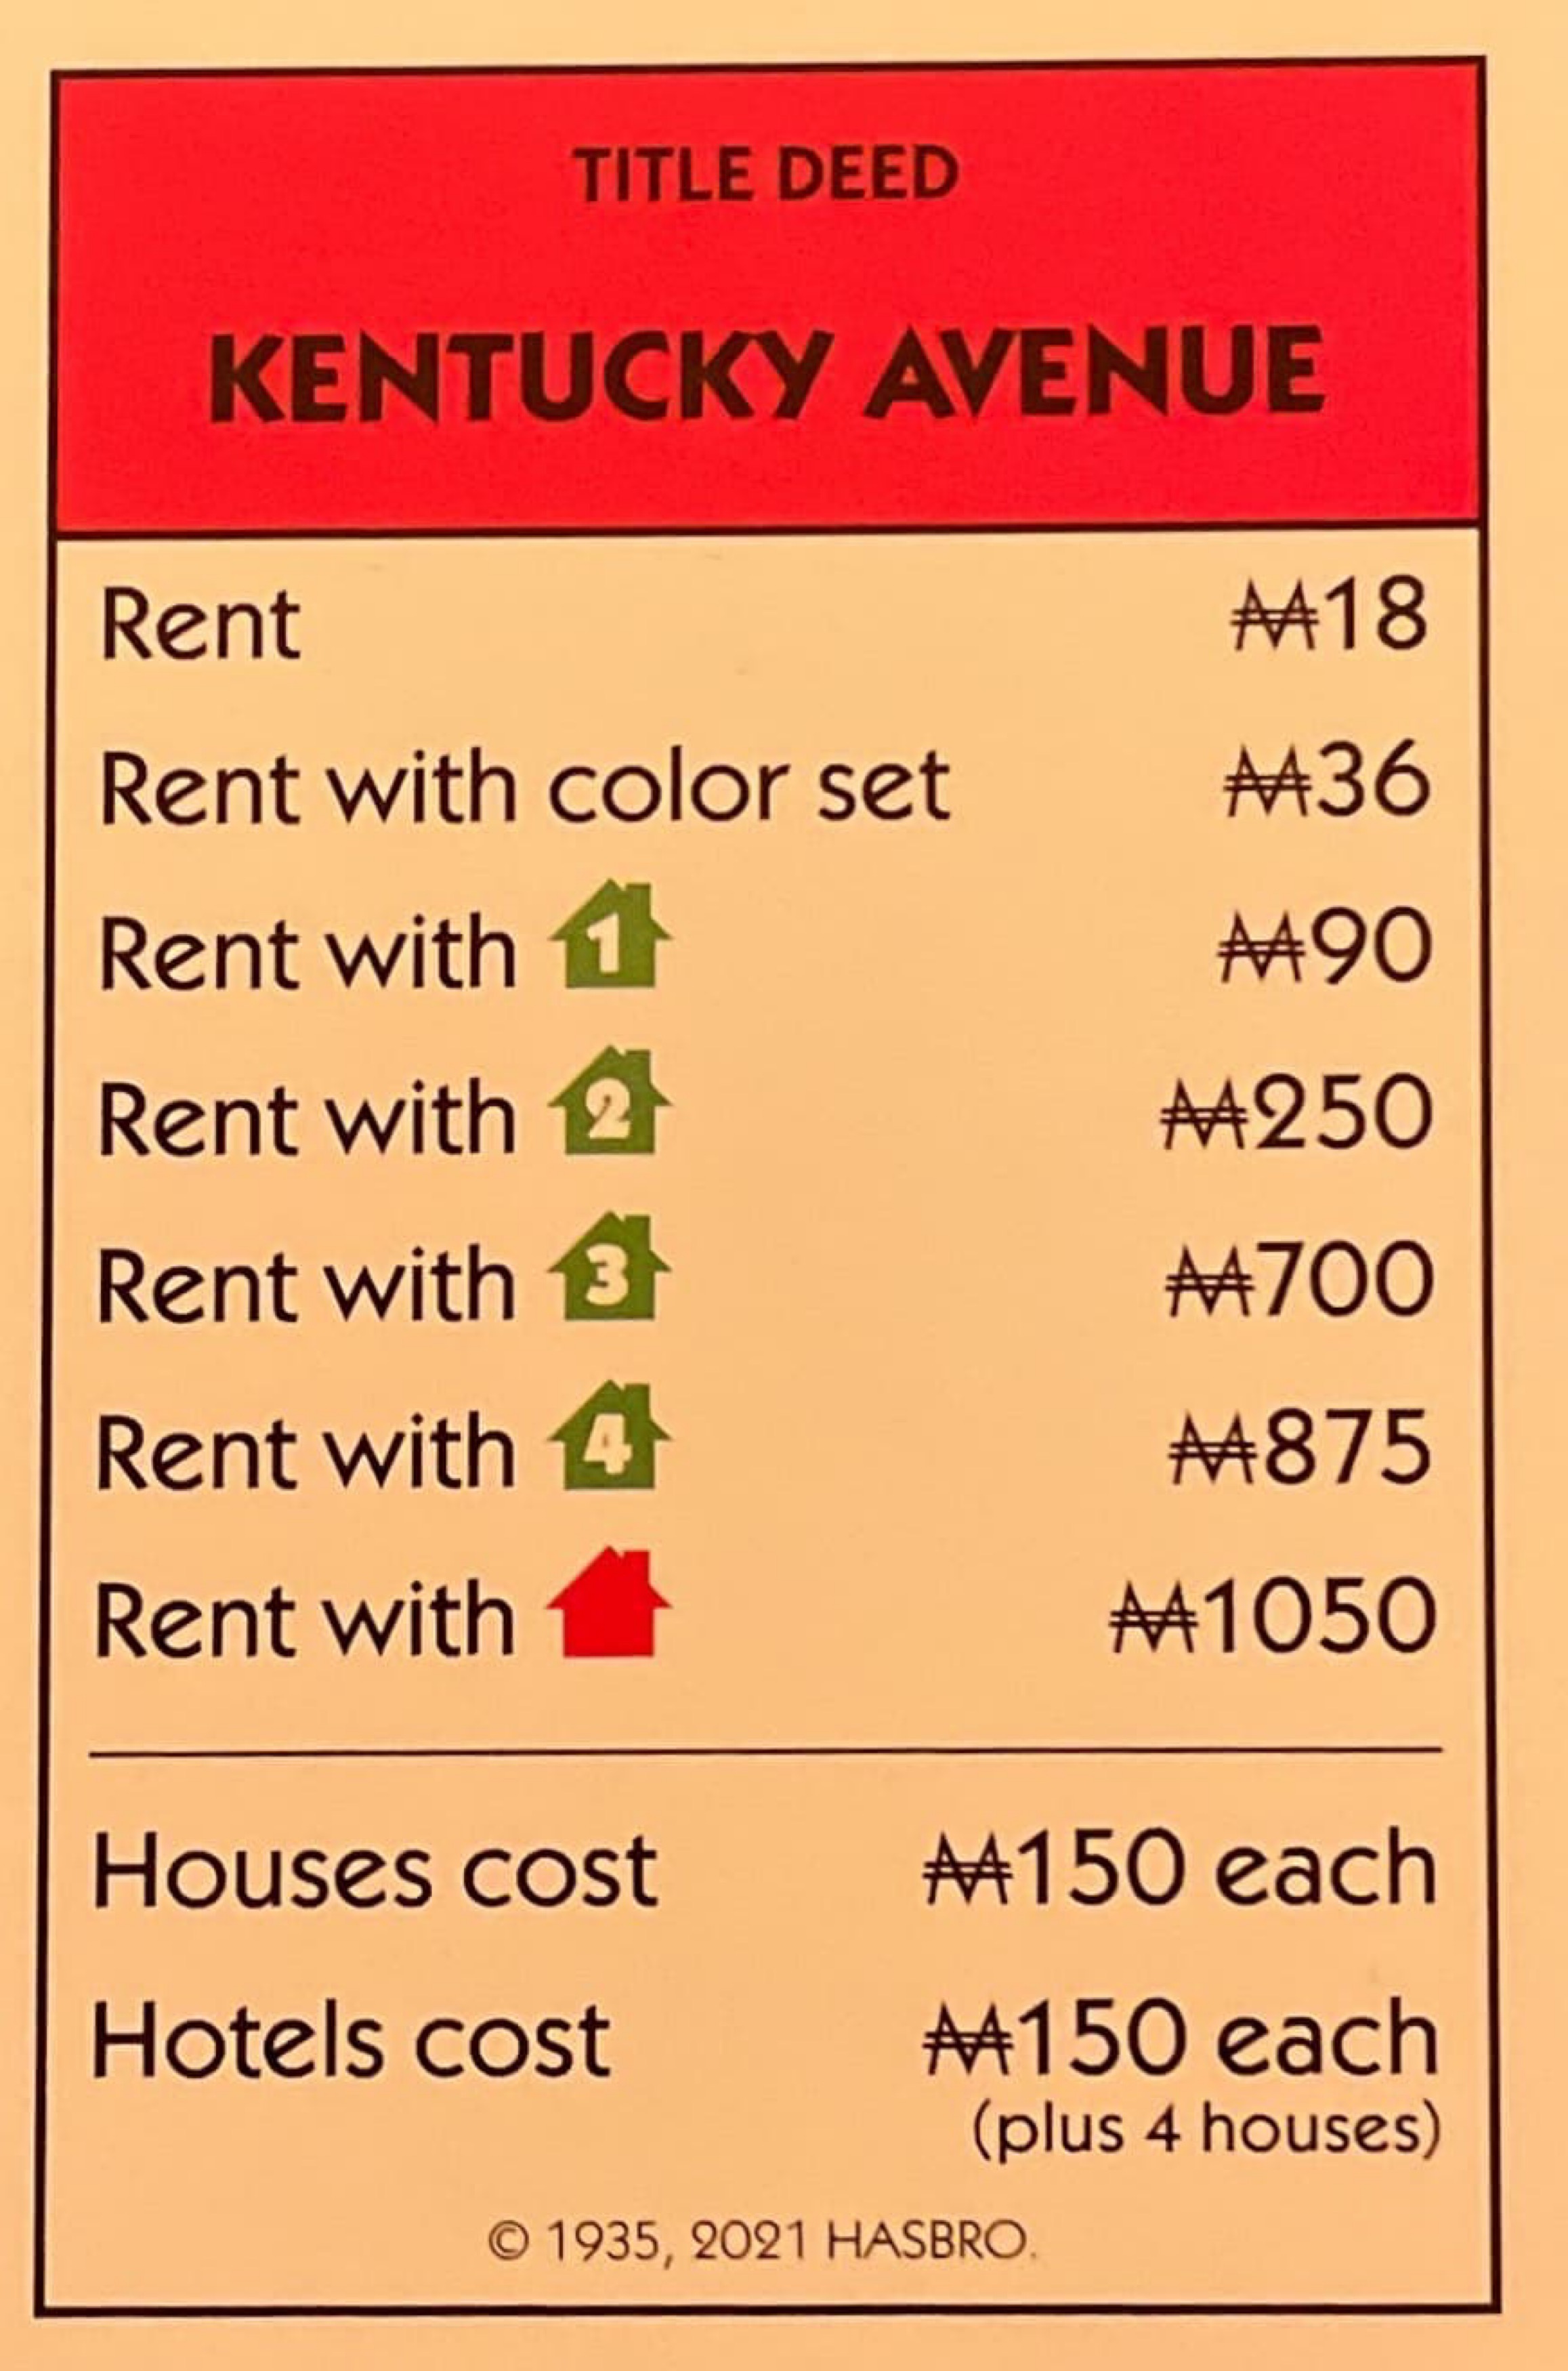 TITLE DEED
KENTUCKY AVENUE
Rent ₩18
Rent with color set ₩36
Rent with 1 ₩90
Rent with 2 ₩250
Rent with 3 ₩700
Rent with 4 ₩875
Rent with ₩1050
Houses cost ₩150 each
Hotels cost ₩150 each
(plus 4 houses)
© 1935, 2021 HASBRO.